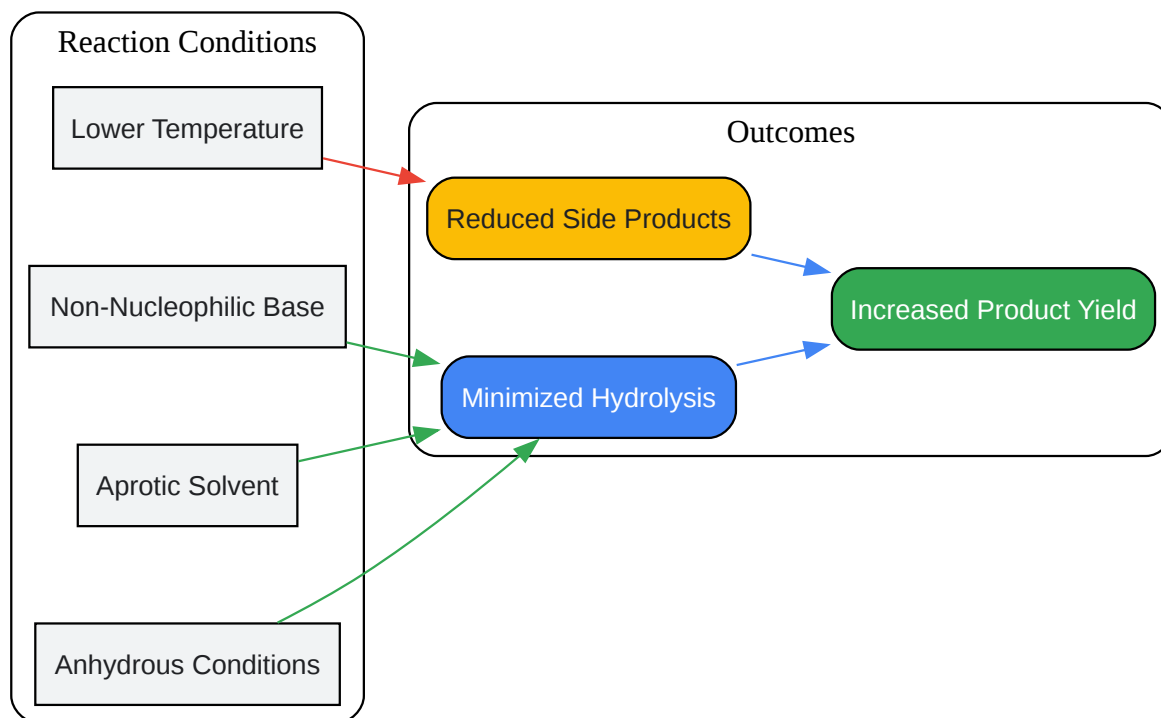 Reaction Conditions
Lower Temperature
Non-Nucleophilic Base
Aprotic Solvent
Anhydrous Conditions
Outcomes
Reduced Side Products
Minimized Hydrolysis
Increased Product Yield